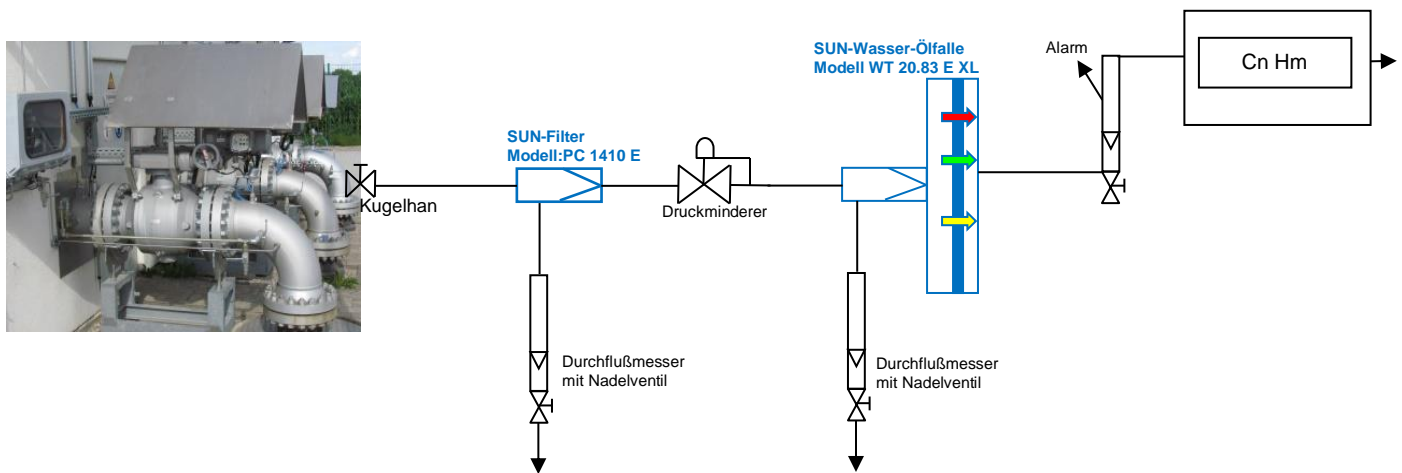 SUN-Wasser-Ölfalle
Modell WT 20.83 E XL
Alarm
Cn Hm
SUN-Filter
Modell:PC 1410 E
Kugelhan
Druckminderer
Durchflußmesser
mit Nadelventil
Durchflußmesser
mit Nadelventil